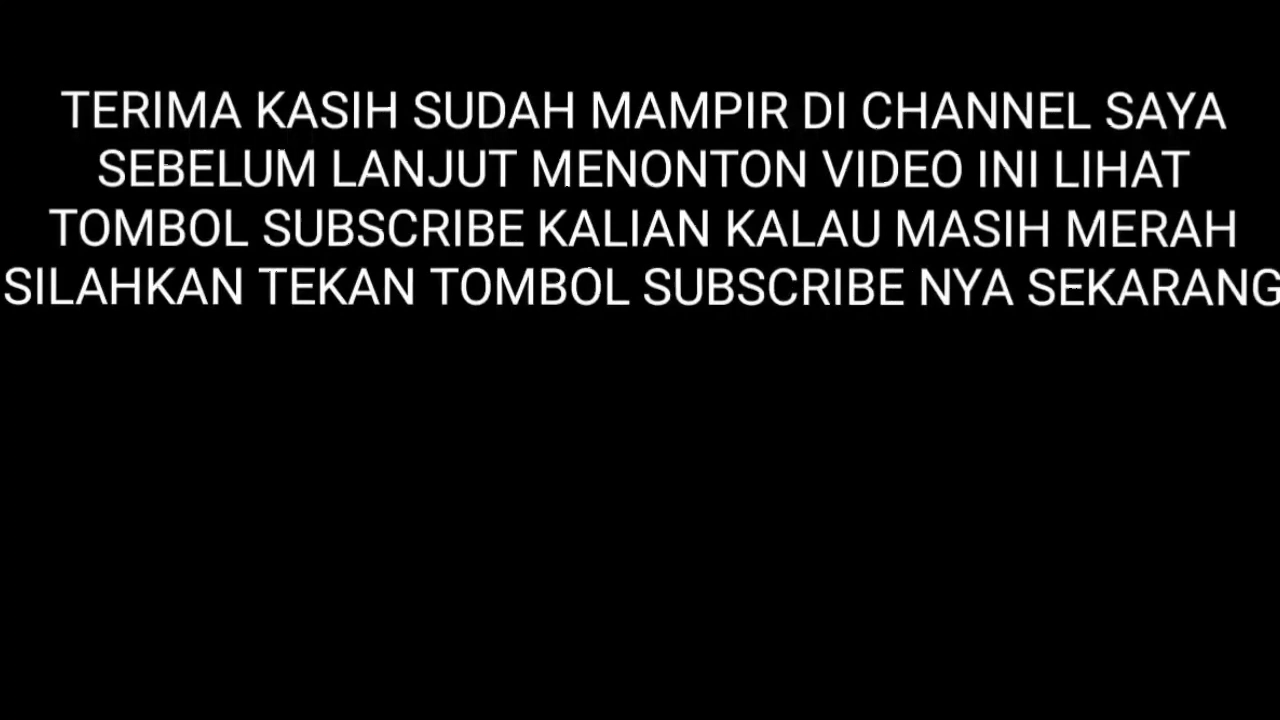 TERIMA KASIH SUDAH MAMPIR DI CHANNEL SAYA
SEBELUM LANJUT MENONTON VIDEO INI LIHAT
TOMBOL SUBSCRIBE KALIAN KALAU MASIH MERAH
SILAHKAN TEKAN TOMBOL SUBSCRIBE NYA SEKARANG